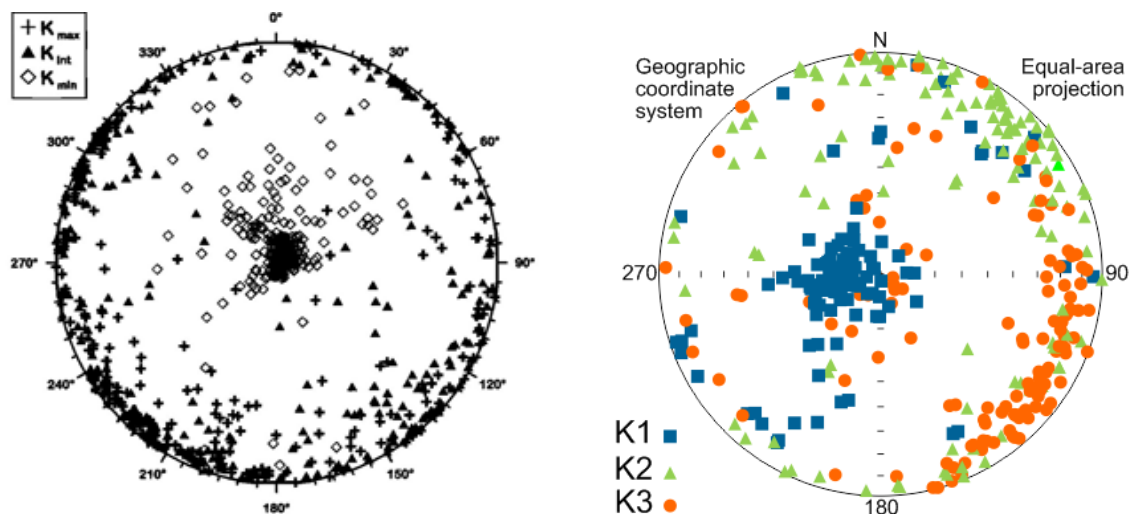 K max
K int
K min
0°
30°
60°
90°
120°
150°
180°
210°
240°
270°
300°
330°
Geographic
coordinate
system
N
Equal-area
projection
270
90
180
K1
K2
K3